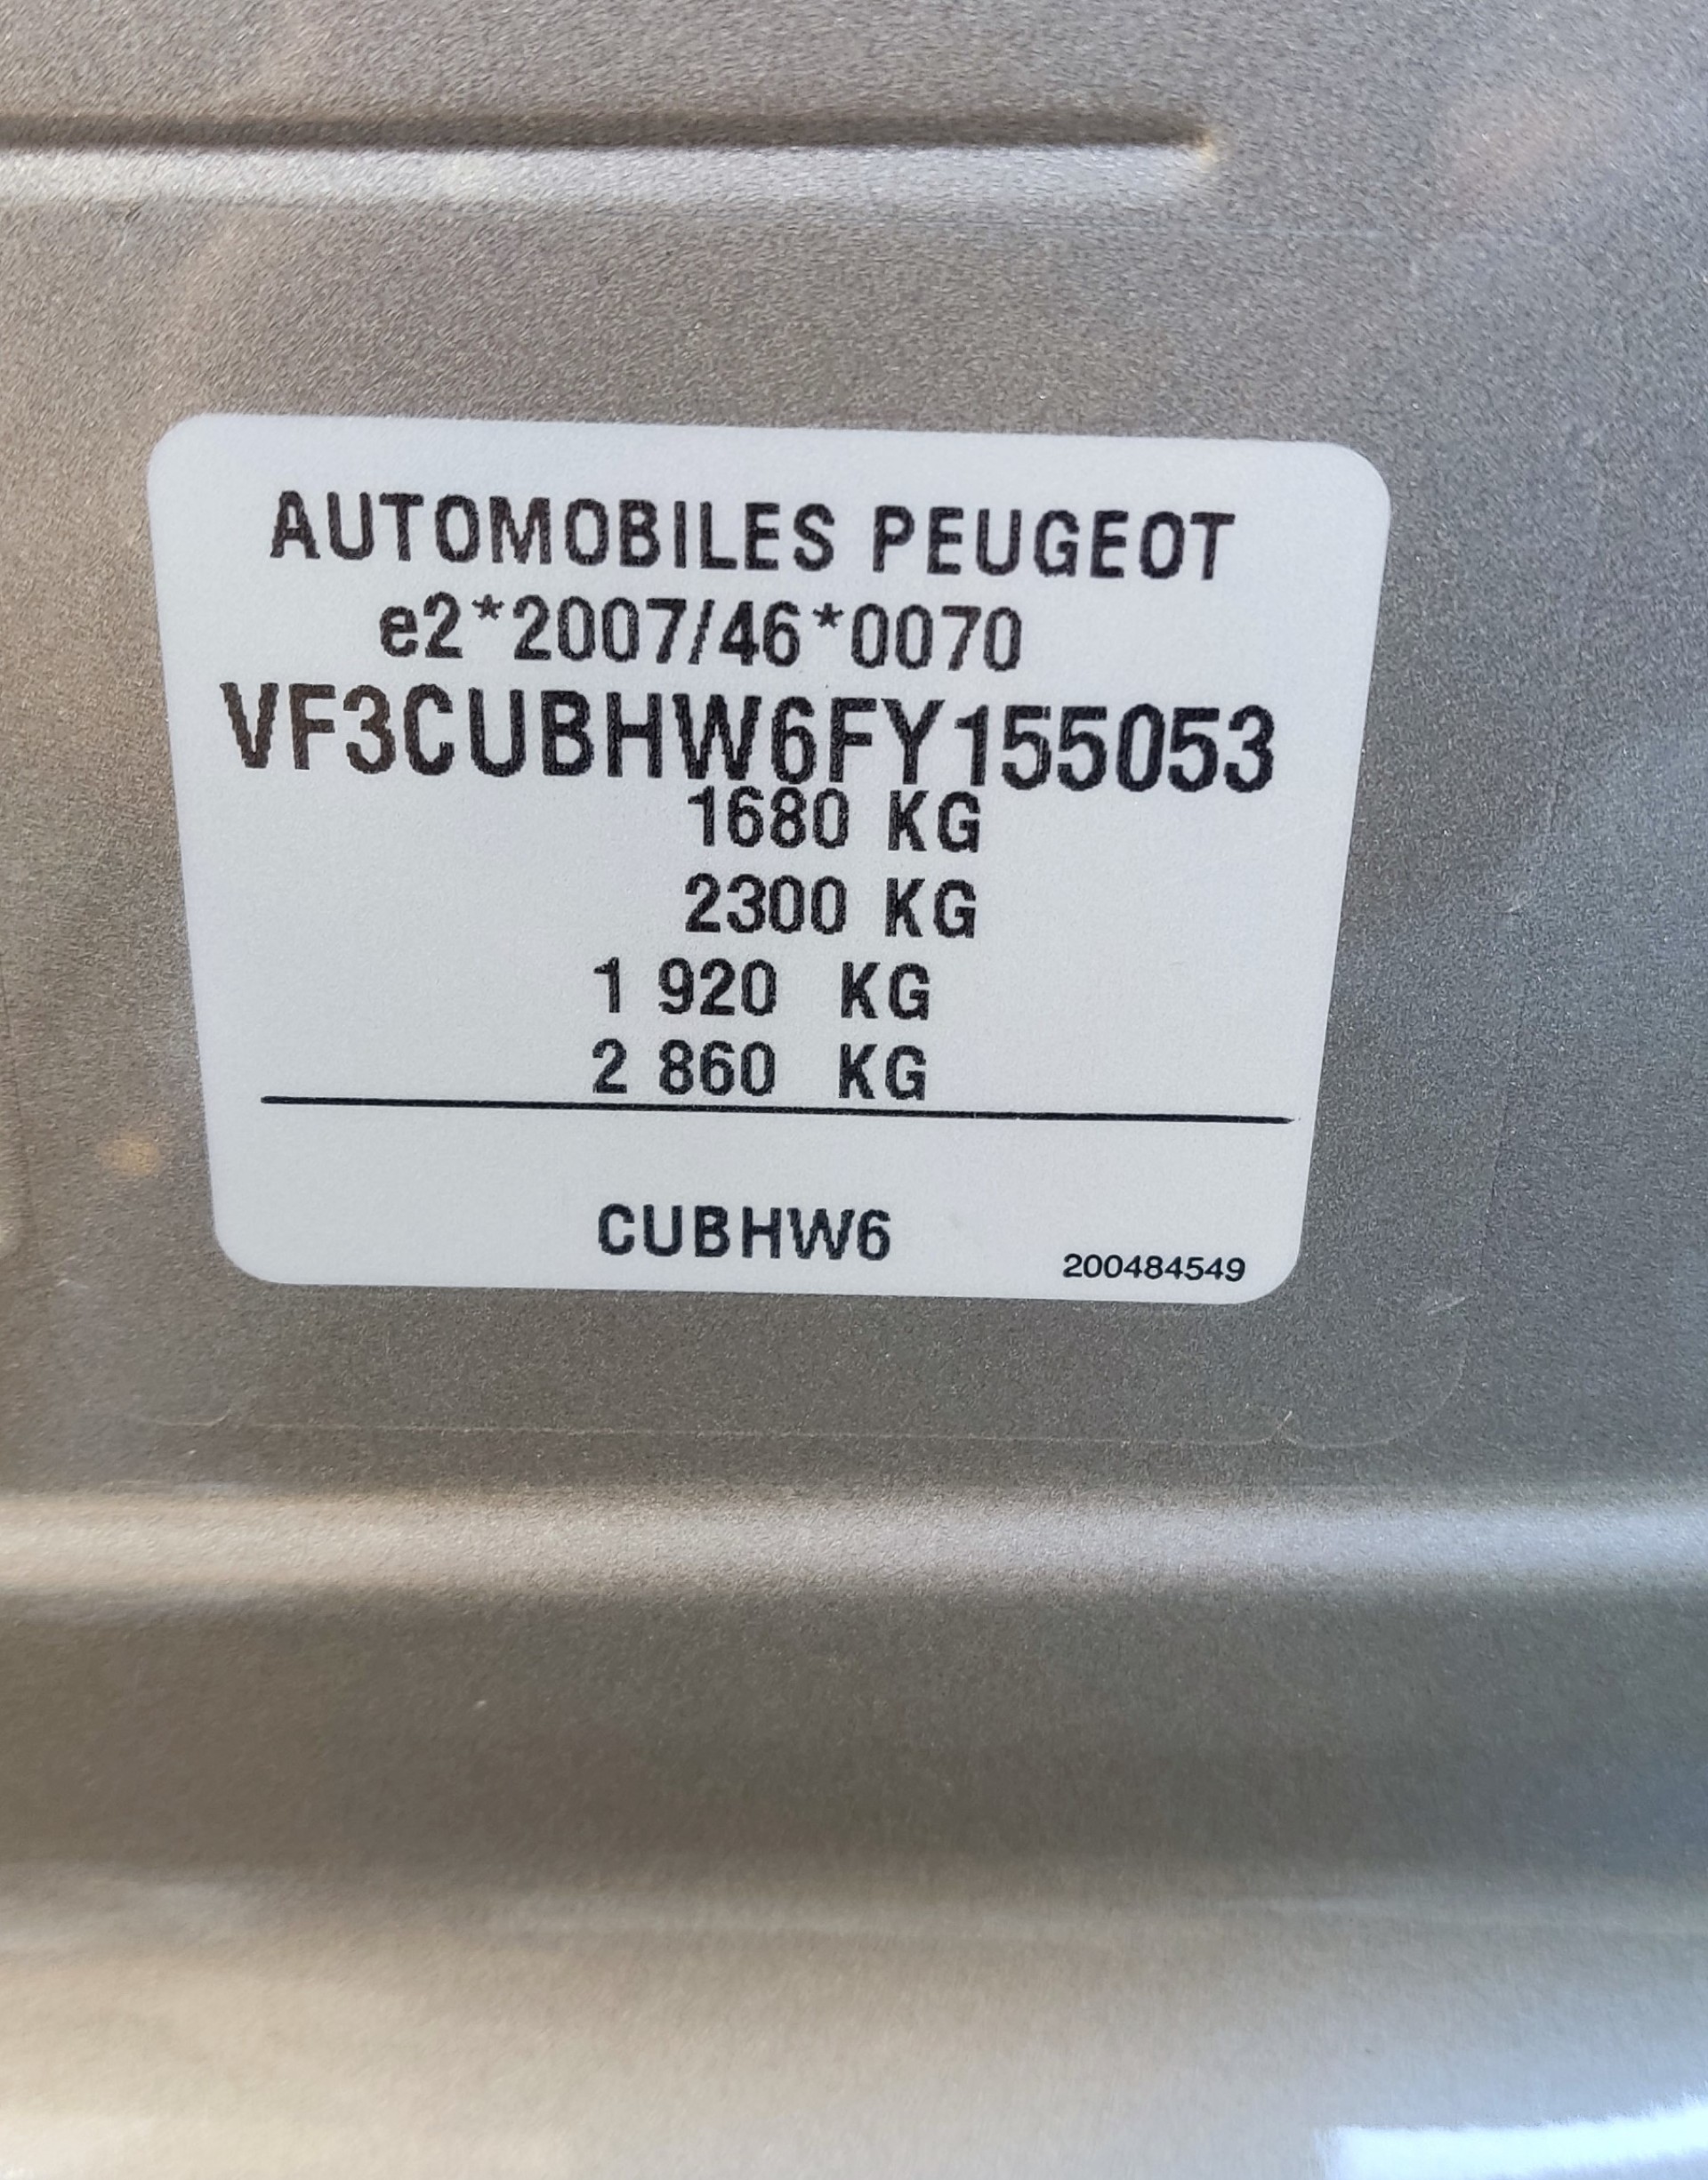 AUTOMOBILES PEUGEOT
e2*2007/46*0070
VF3CUBHW6FY155053
1680 KG
2300 KG
1 920 KG
2 860 KG
CUBHW6
200484549